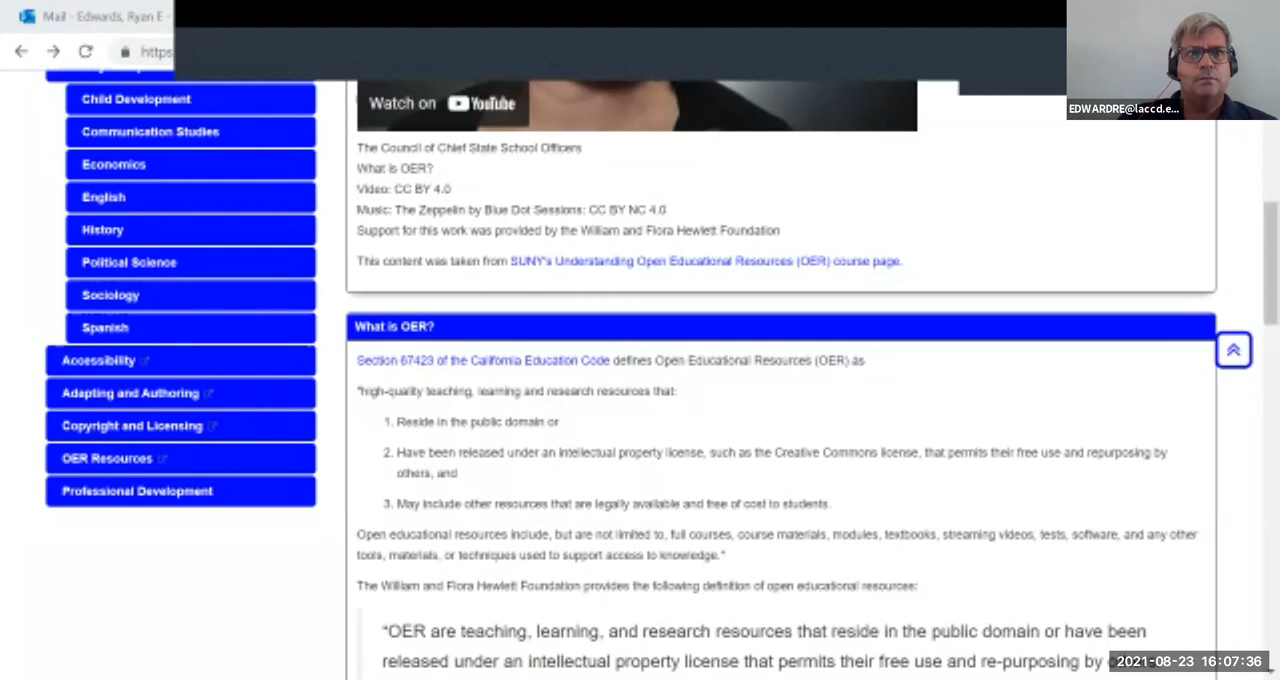 Mail - Edwards, Ryan E -
https
EDWARDRE@laccd.e...
Child Development
Communication Studies
Economics
English
History
Political Science
Sociology
Spanish
Accessibility
Adapting and Authoring
Copyright and Licensing
OER Resources
Professional Development
Watch on YouTube
The Council of Chief State School Officers
What is OER?
Video: CC BY 4.0
Music: The Zeppelin by Blue Dot Sessions: CC BY NC 4.0
Support for this work was provided by the William and Flora Hewlett Foundation
This content was taken from SUNY's Understanding Open Educational Resources (OER) course page.
What is OER?
Section 67423 of the California Education Code defines Open Educational Resources (OER) as
"high-quality teaching, learning and research resources that:
1. Reside in the public domain or
2. Have been released under an intellectual property license, such as the Creative Commons license, that permits their free use and repurposing by
others, and
3. May include other resources that are legally available and free of cost to students.
Open educational resources include, but are not limited to, full courses, course materials, modules, textbooks, streaming videos, tests, software, and any other
tools, materials, or techniques used to support access to knowledge."
The William and Flora Hewlett Foundation provides the following definition of open educational resources:
"OER are teaching, learning, and research resources that reside in the public domain or have been
released under an intellectual property license that permits their free use and re-purposing by
2021-08-23 16:07:36